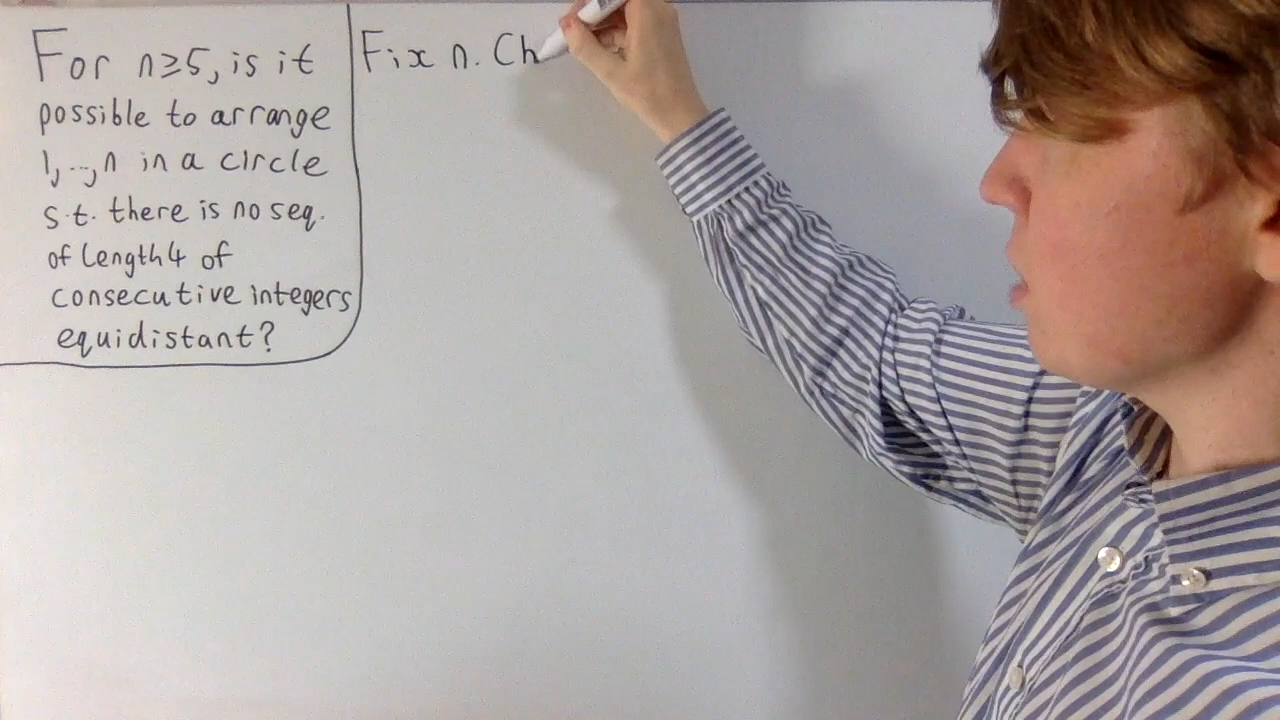 For n≥5, is it
possible to arrange
1,...,n in a circle
s.t. there is no seq.
of length 4 of
consecutive integers
equidistant?
Fix n. Ch